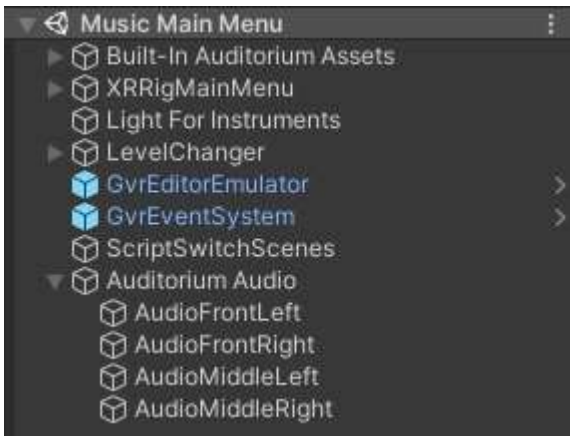 Music Main Menu
Built-In Auditorium Assets
XRRigMainMenu
Light For Instruments
LevelChanger
GvrEditorEmulator
GvrEventSystem
ScriptSwitchScenes
Auditorium Audio
AudioFrontLeft
AudioFrontRight
AudioMiddleLeft
AudioMiddleRight